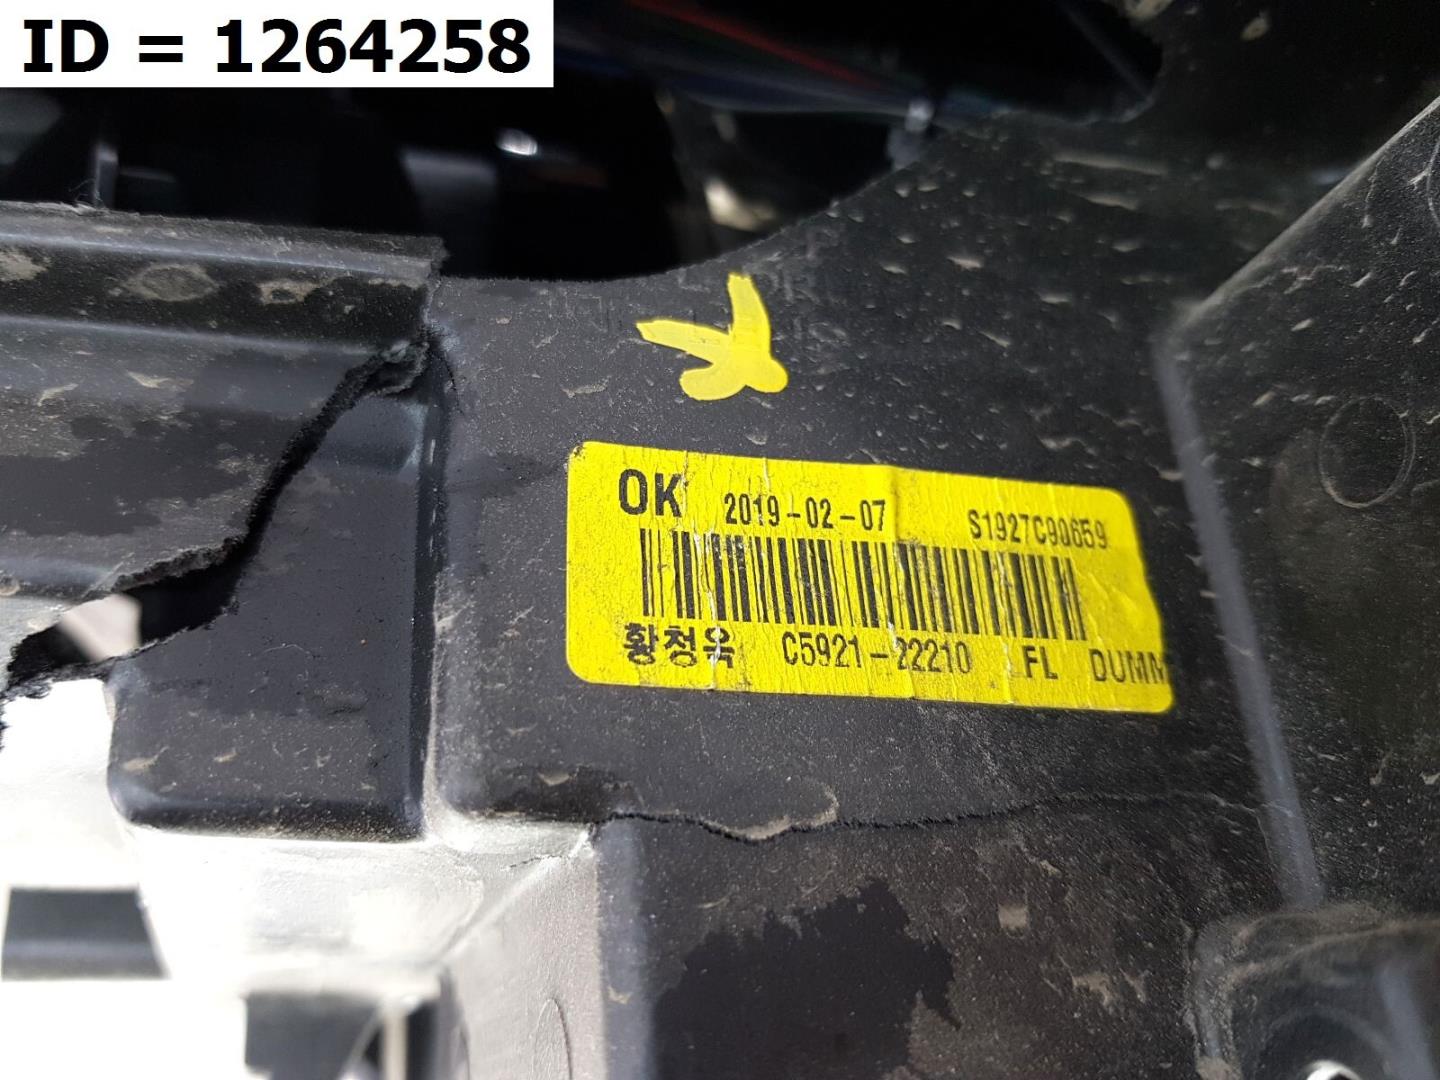 ID = 1264258
OK 2019-02-07 S1927C90659
황청욱 C5921-22210 FL DUMM